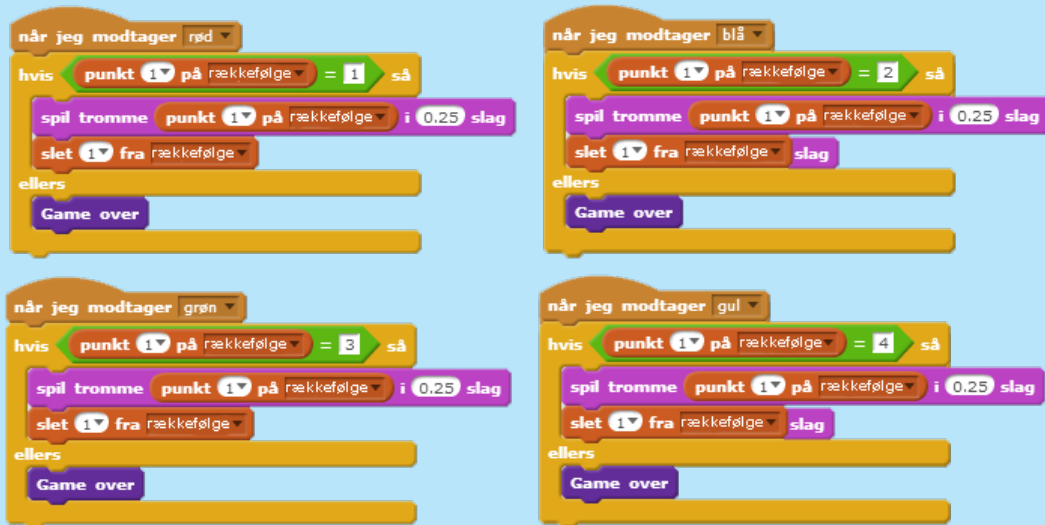 når jeg modtager rød
hvis punkt 1 på rækkefølge = 1 så
spil tromme punkt 1 på rækkefølge i 0.25 slag
slet 1 fra rækkefølge
ellers
Game over
når jeg modtager blå
hvis punkt 1 på rækkefølge = 2 så
spil tromme punkt 1 på rækkefølge i 0.25 slag
slet 1 fra rækkefølge slag
ellers
Game over
når jeg modtager grøn
hvis punkt 1 på rækkefølge = 3 så
spil tromme punkt 1 på rækkefølge i 0.25 slag
slet 1 fra rækkefølge
ellers
Game over
når jeg modtager gul
hvis punkt 1 på rækkefølge = 4 så
spil tromme punkt 1 på rækkefølge i 0.25 slag
slet 1 fra rækkefølge slag
ellers
Game over